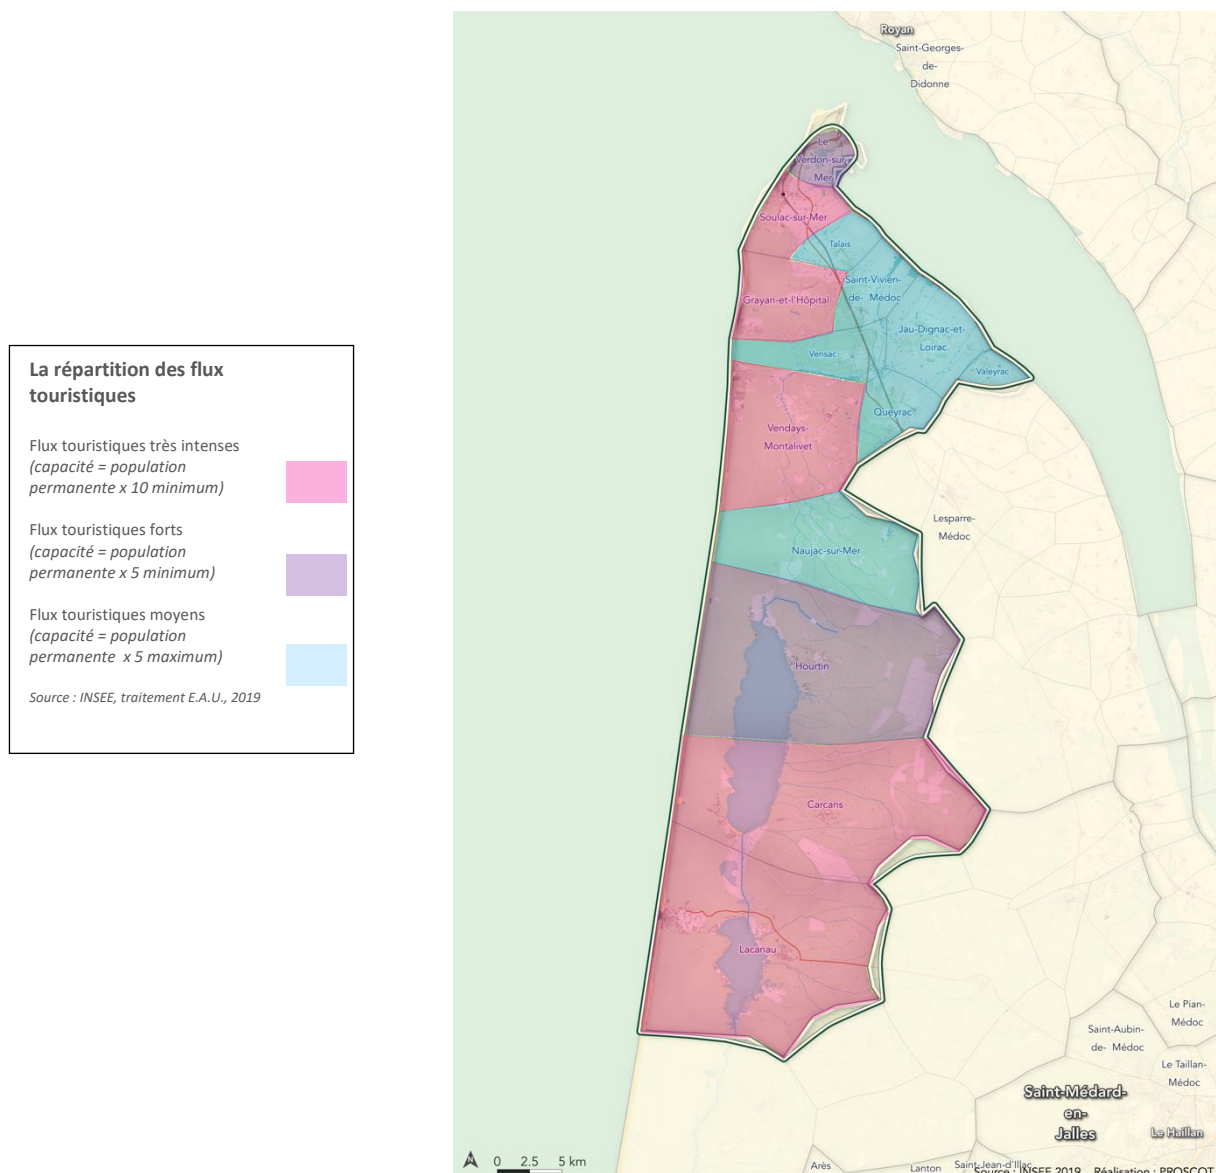 La répartition des flux
touristiques
Flux touristiques très intenses
(capacité = population
permanente x 10 minimum)
Flux touristiques forts
(capacité = population
permanente x 5 minimum)
Flux touristiques moyens
(capacité = population
permanente  x 5 maximum)
Source : INSEE, traitement E.A.U., 2019
Royan
Saint-Georges-
de-
Didonne
Le
Verdon-sur-
Mer
Soulac-sur-Mer
Talais
Saint-Vivien-
de- Médoc
Grayan-et-l'Hôpital
Jau-Dignac-et-
Loirac
Vensac
Valeyrac
Queyrac
Vendays-
Montalivet
Lesparre-
Médoc
Naujac-sur-Mer
Hourtin
Carcans
Lacanau
Le Pian-
Médoc
Saint-Aubin-
de- Médoc
Le Taillan-
Médoc
Saint-Médard-
en-
Jalles
Le Haillan
N
0 2.5 5 km
Arès
Lanton
Saint-Jean-d'Illac
Source : INSEE 2019 Réalisation : PROSCOT